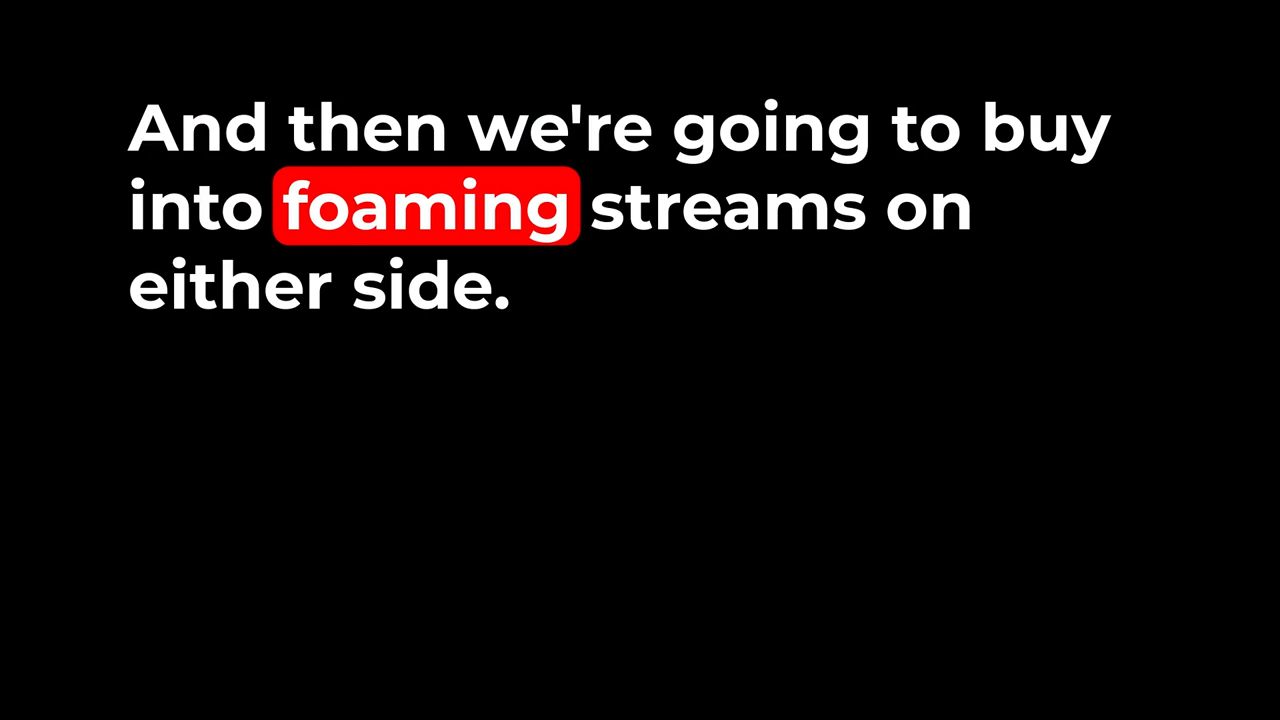 And then we're going to buy
into foaming streams on
either side.